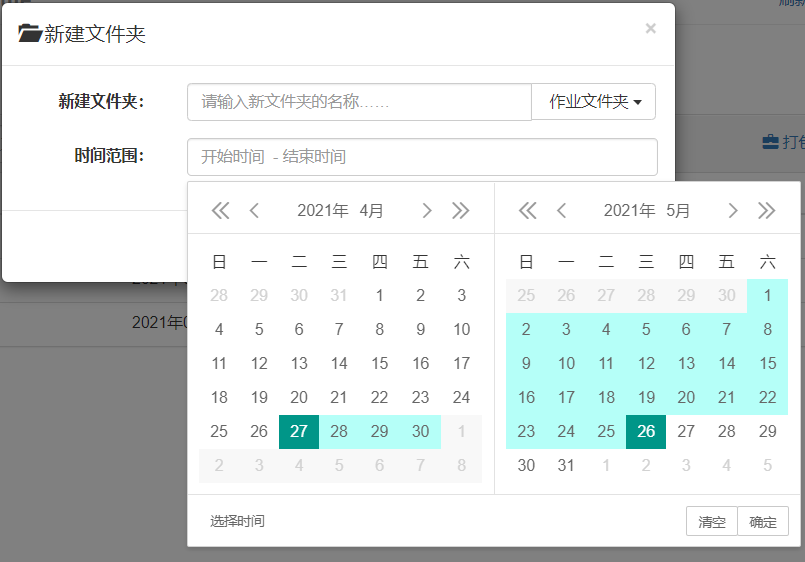 新建文件夹 ×
新建文件夹： 请输入新文件夹的名称…… 作业文件夹
时间范围： 开始时间 - 结束时间
打包
2021年 4月 2021年 5月
日 一 二 三 四 五 六 日 一 二 三 四 五 六
28 29 30 31 1 2 3 25 26 27 28 29 30 1
4 5 6 7 8 9 10 2 3 4 5 6 7 8
11 12 13 14 15 16 17 9 10 11 12 13 14 15
18 19 20 21 22 23 24 16 17 18 19 20 21 22
2021年0
25 26 27 28 29 30 1 23 24 25 26 27 28 29
2 3 4 5 6 7 8 30 31 1 2 3 4 5
选择时间 清空 确定